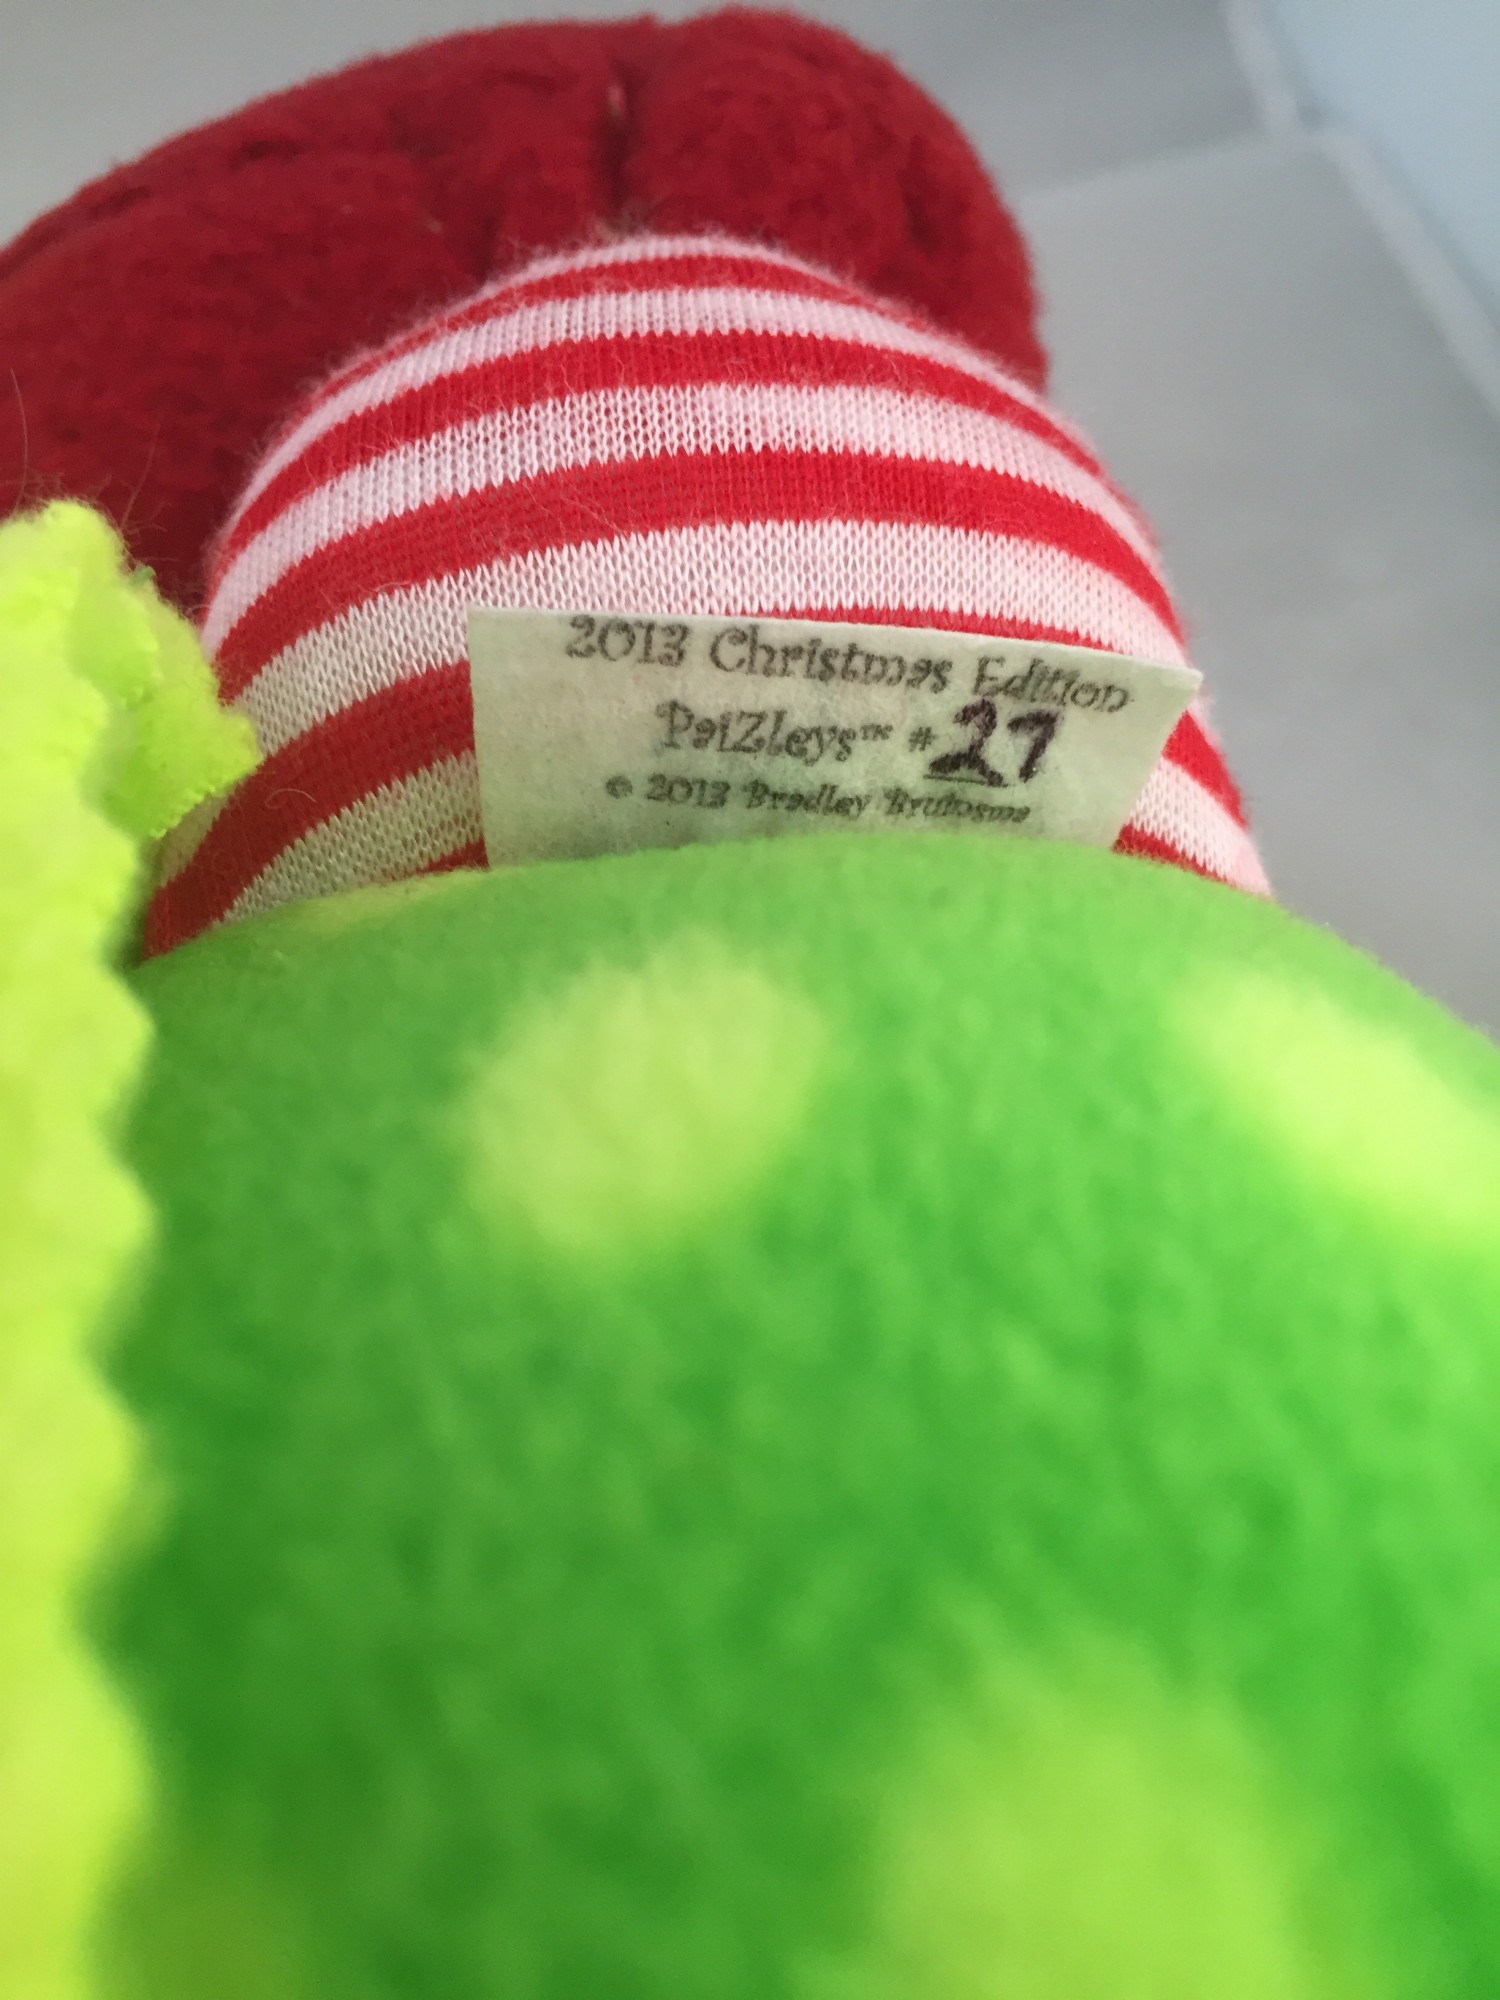 2013 Christmas Edition
PaiZleys™ #27
© 2013 Bradley Bruinsma